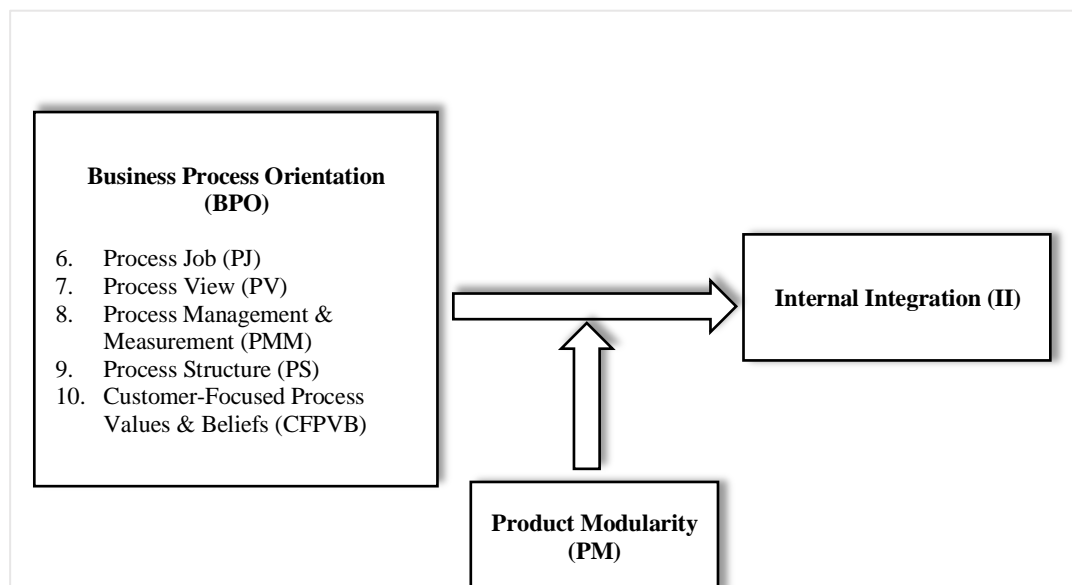 Business Process Orientation
(BPO)
6. Process Job (PJ)
7. Process View (PV)
8. Process Management &
Measurement (PMM)
9. Process Structure (PS)
10. Customer-Focused Process
Values & Beliefs (CFPVB)
Internal Integration (II)
Product Modularity
(PM)